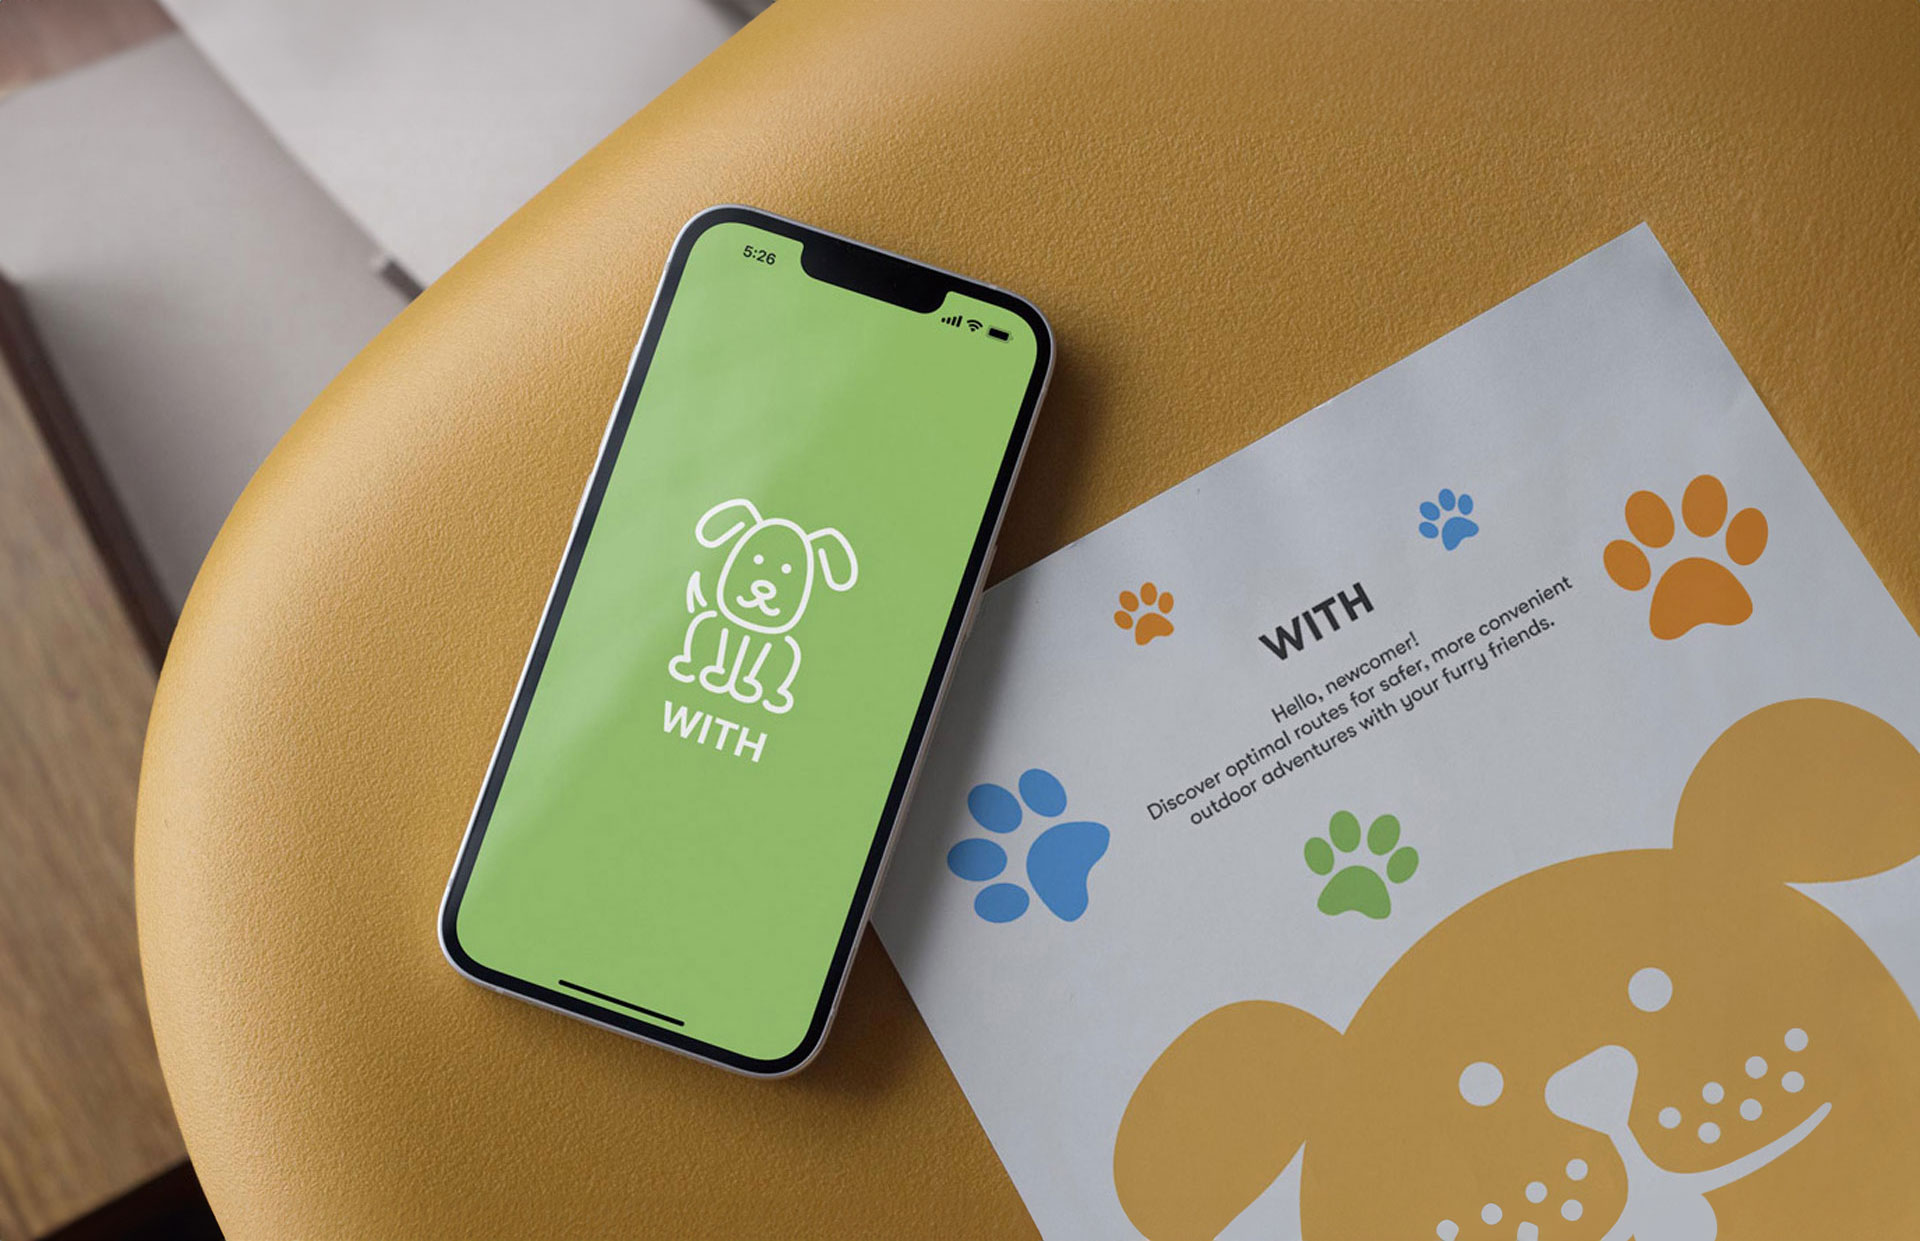 5:26
WITH
WITH
Hello, newcomer!
Discover optimal routes for safer, more convenient
outdoor adventures with your furry friends.